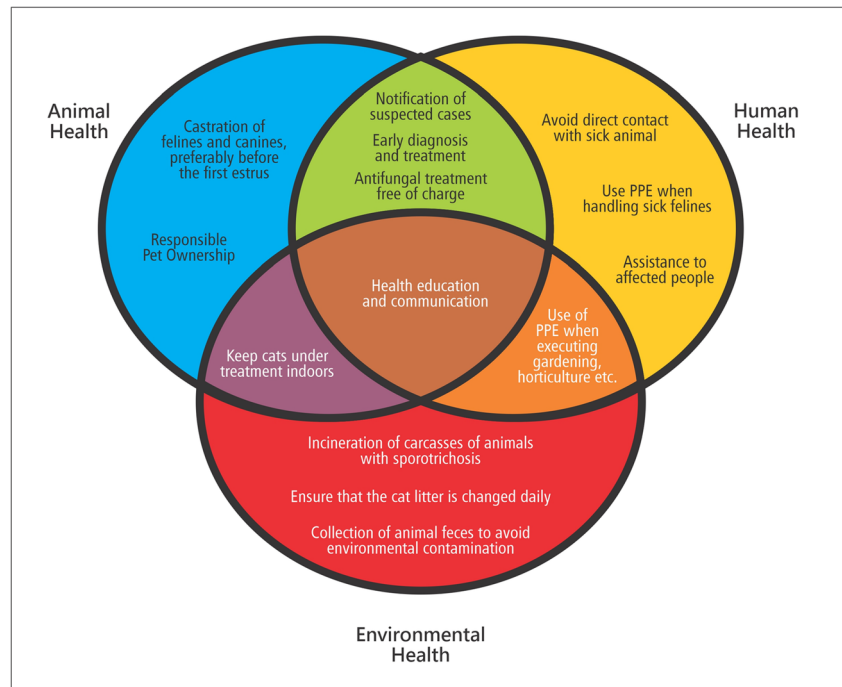 Animal
Health
Human
Health
Castration of
felines and canines,
preferably before
the first estrus
Responsible
Pet Ownership
Notification of
suspected cases
Early diagnosis
and treatment
Antifungal treatment
free of charge
Avoid direct contact
with sick animal
Use PPE when
handling sick felines
Assistance to
affected people
Health education
and communication
Keep cats under
treatment indoors
Use of
PPE when
executing
gardening,
horticulture etc.
Incineration of carcasses of animals
with sporotrichosis
Ensure that the cat litter is changed daily
Collection of animal feces to avoid
environmental contamination
Environmental
Health